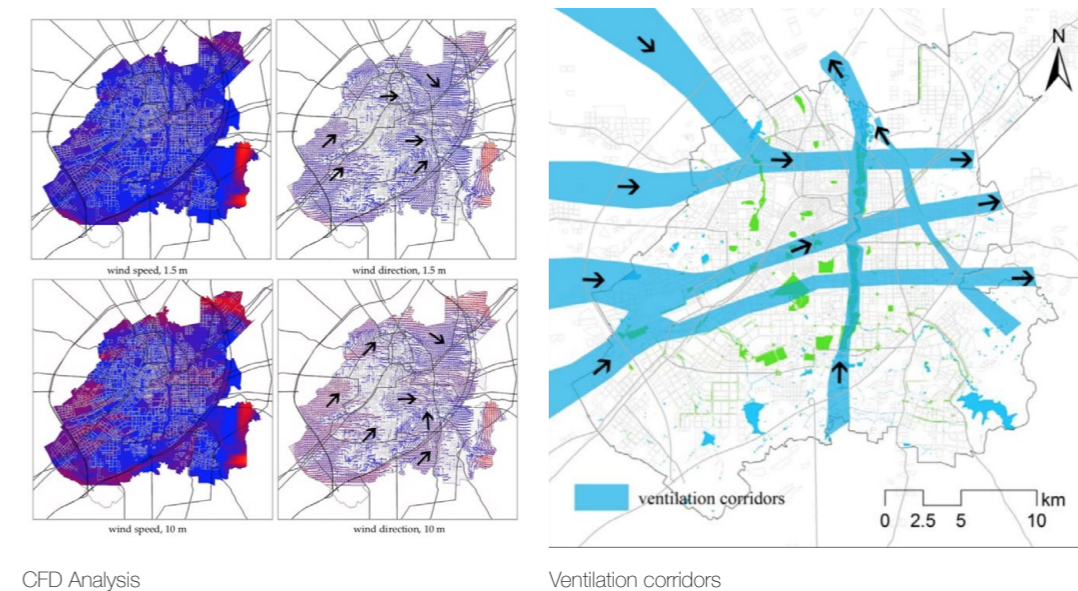 wind speed, 1.5 m
wind direction, 1.5 m
wind speed, 10 m
wind direction, 10 m
N
ventilation corridors
km
0 2.5 5 10
CFD Analysis
Ventilation corridors